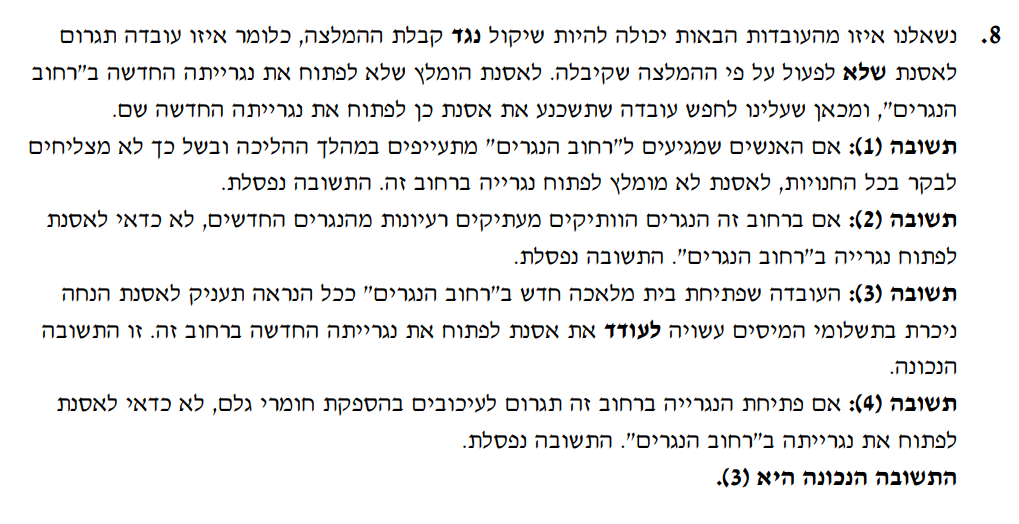 8. נשאלנו איזו מהעובדות הבאות יכולה להיות שיקול נגד קבלת ההמלצה, כלומר איזו עובדה תגרום
לאסנת שלא לפעול על פי ההמלצה שקיבלה. לאסנת הומלץ שלא לפתוח את נגרייתה החדשה ב"רחוב
הנגרים", ומכאן שעלינו לחפש עובדה שתשכנע את אסנת כן לפתוח את נגרייתה החדשה שם.
תשובה (1): אם האנשים שמגיעים ל"רחוב הנגרים" מתעייפים במהלך ההליכה ובשל כך לא מצליחים
לבקר בכל החנויות, לאסנת לא מומלץ לפתוח נגרייה ברחוב זה. התשובה נפסלת.
תשובה (2): אם ברחוב זה הנגרים הוותיקים מעתיקים רעיונות מהנגרים החדשים, לא כדאי לאסנת
לפתוח נגרייה ב"רחוב הנגרים". התשובה נפסלת.
תשובה (3): העובדה שפתיחת בית מלאכה חדש ב"רחוב הנגרים" ככל הנראה תעניק לאסנת הנחה
ניכרת בתשלומי המיסים עשויה לעודד את אסנת לפתוח את נגרייתה החדשה ברחוב זה. זו התשובה
הנכונה.
תשובה (4): אם פתיחת הנגרייה ברחוב זה תגרום לעיכובים בהספקת חומרי גלם, לא כדאי לאסנת
לפתוח את נגרייתה ב"רחוב הנגרים". התשובה נפסלת.
התשובה הנכונה היא (3).